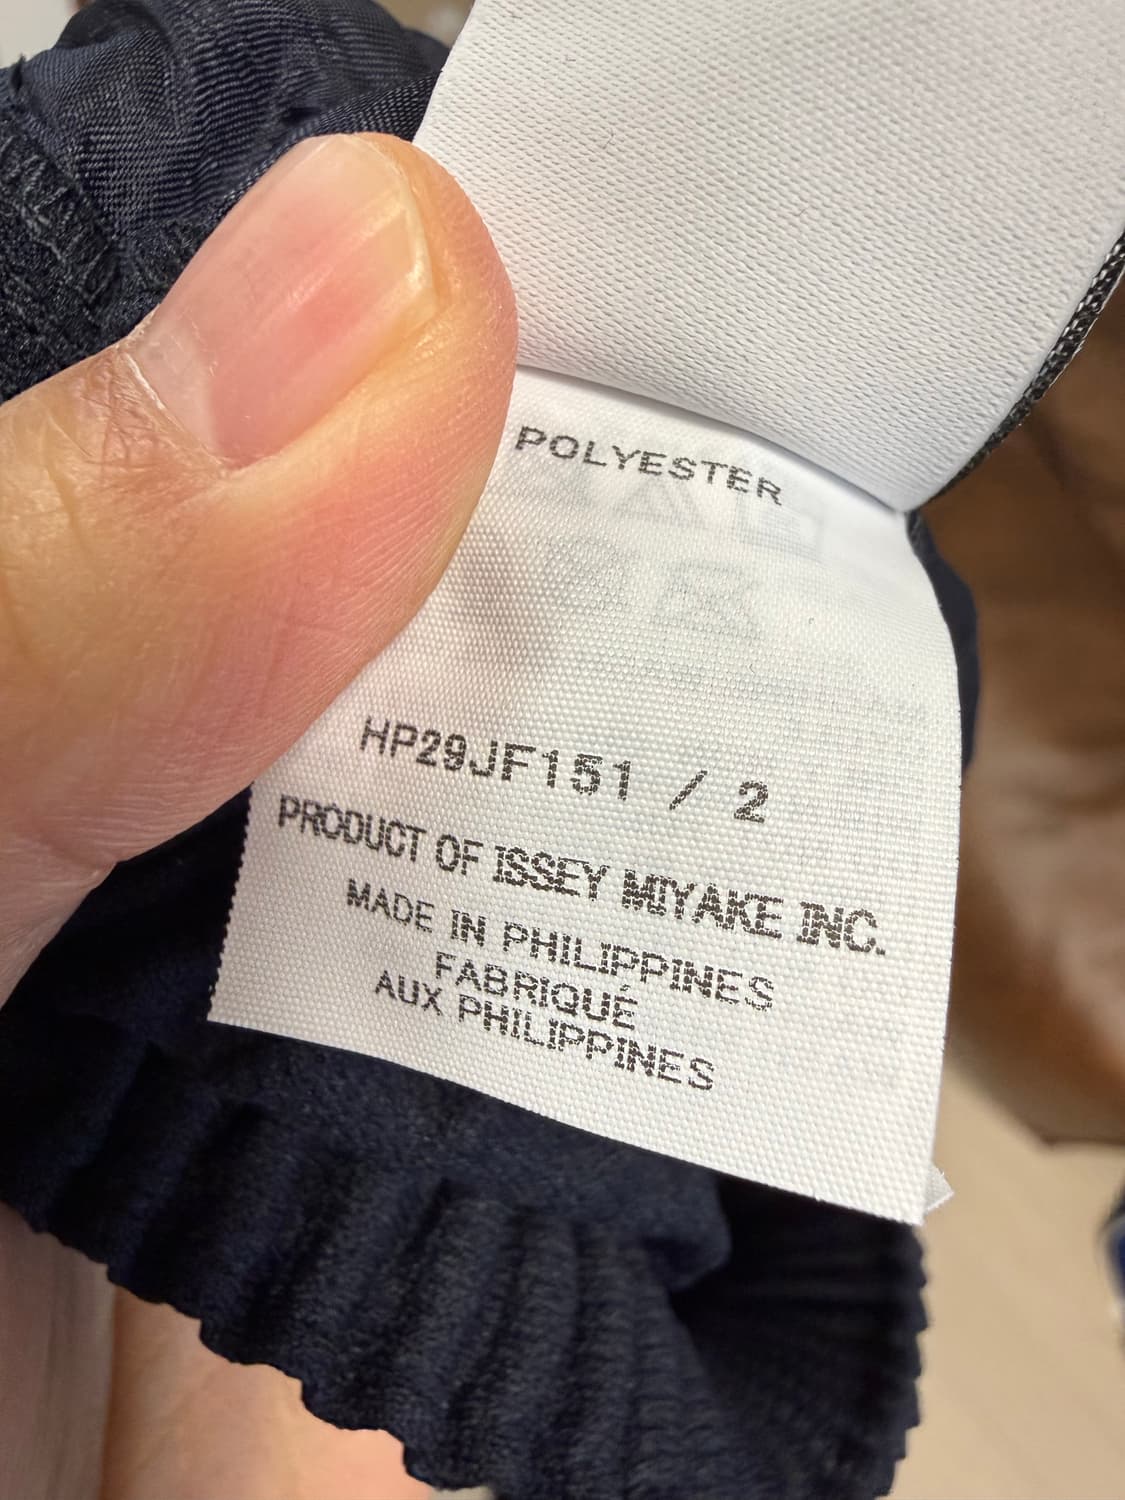 POLYESTER
HP29JF151 / 2
PRODUCT OF ISSEY MIYAKE INC.
MADE IN PHILIPPINES
FABRIQUÉ
AUX PHILIPPINES